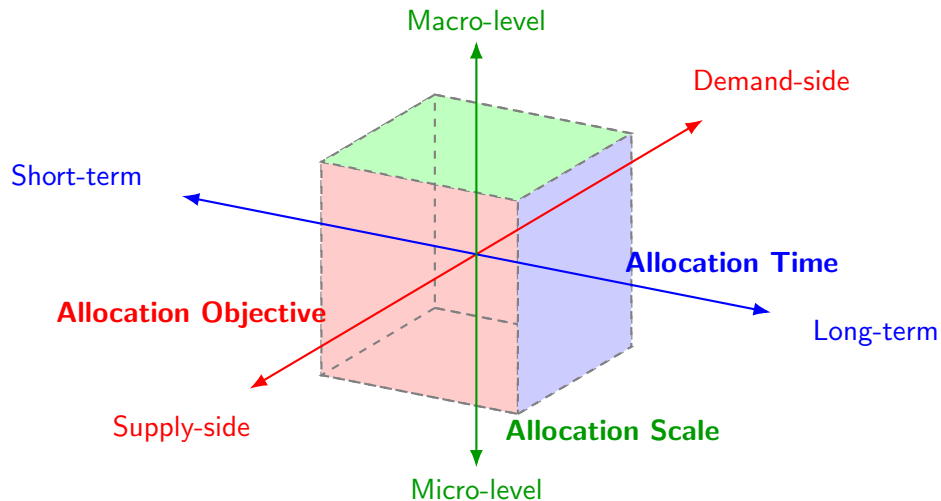 Macro-level
Demand-side
Short-term
Allocation Time
Allocation Objective
Long-term
Supply-side
Allocation Scale
Micro-level